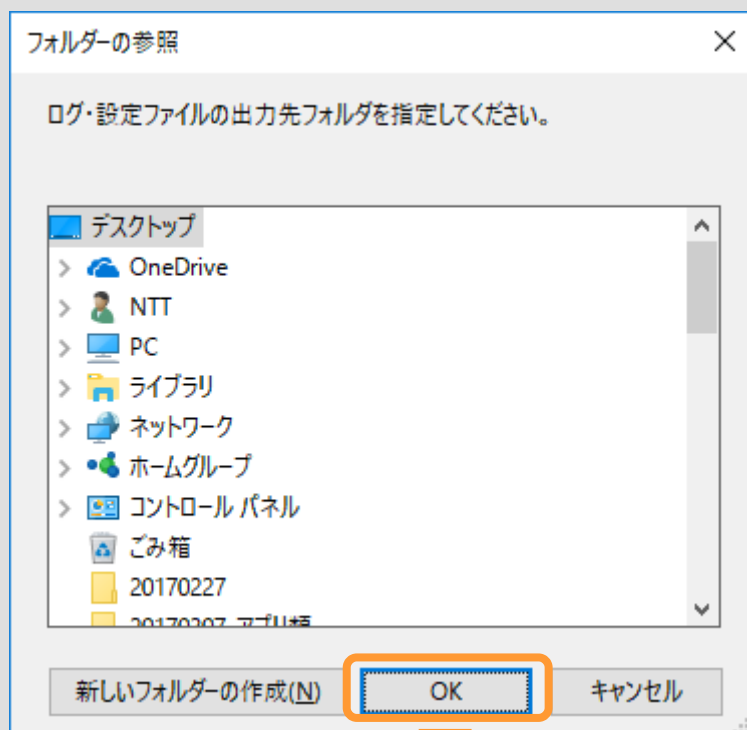 フォルダーの参照
ログ・設定ファイルの出力先フォルダを指定してください。
デスクトップ
OneDrive
NTT
PC
ライブラリ
ネットワーク
ホームグループ
コントロール パネル
ごみ箱
20170227
新しいフォルダーの作成(N) OK キャンセル